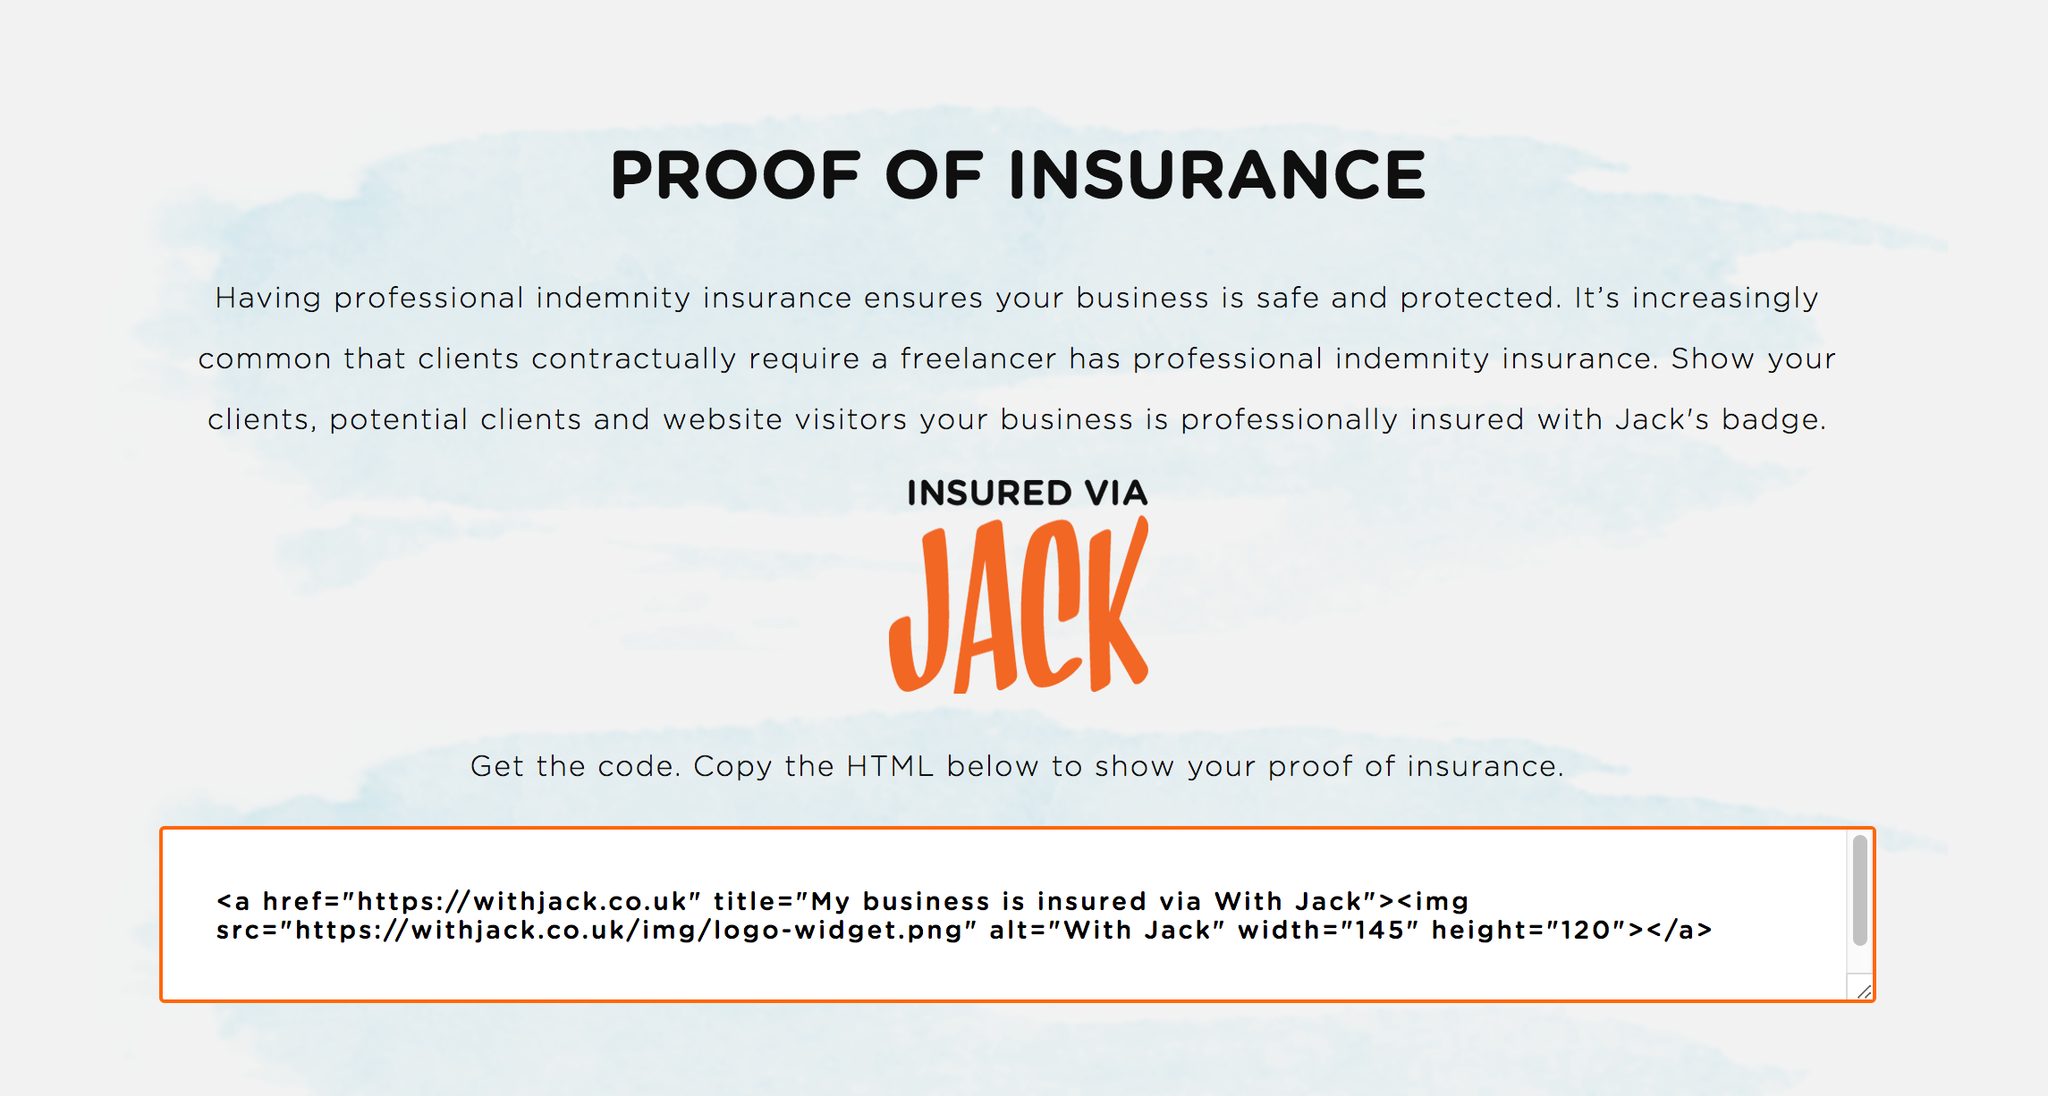 PROOF OF INSURANCE
Having professional indemnity insurance ensures your business is safe and protected. It’s increasingly
common that clients contractually require a freelancer has professional indemnity insurance. Show your
clients, potential clients and website visitors your business is professionally insured with Jack's badge.
INSURED VIA
JACK
Get the code. Copy the HTML below to show your proof of insurance.
<a href="https://withjack.co.uk" title="My business is insured via With Jack"><img
src="https://withjack.co.uk/img/logo-widget.png" alt="With Jack" width="145" height="120"></a>